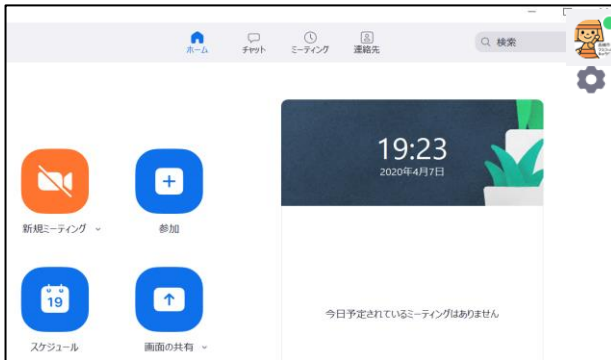 ホーム
チャット
ミーティング
連絡先
検索
19:23
2020年4月7日
新規ミーティング
参加
19
スケジュール
画面の共有
今日予定されているミーティングはありません